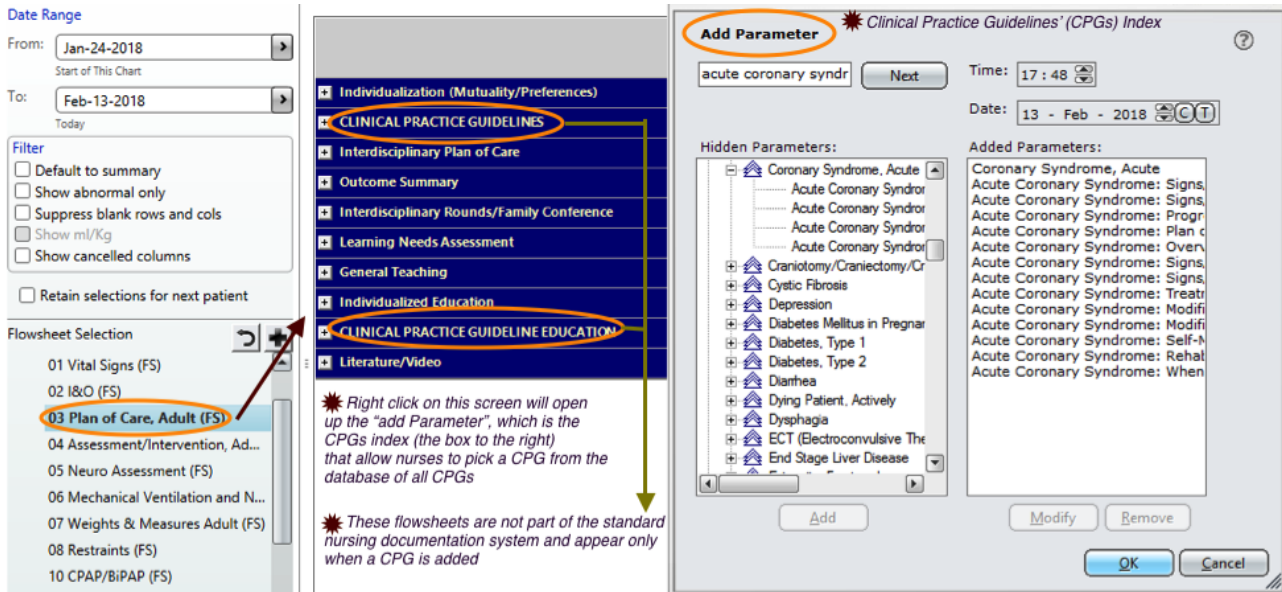 Date Range
From:
Jan-24-2018
Start of This Chart
To:
Feb-13-2018
Today
Filter
Default to summary
Show abnormal only
Suppress blank rows and cols
Show ml/Kg
Show cancelled columns
Retain selections for next patient
Flowsheet Selection
01 Vital Signs (FS)
02 I&O (FS)
03 Plan of Care, Adult (FS)
04 Assessment/Intervention, Ad...
05 Neuro Assessment (FS)
06 Mechanical Ventilation and N...
07 Weights & Measures Adult (FS)
08 Restraints (FS)
10 CPAP/BiPAP (FS)
Individualization (Mutuality/Preferences)
CLINICAL PRACTICE GUIDELINES
Interdisciplinary Plan of Care
Outcome Summary
Interdisciplinary Rounds/Family Conference
Learning Needs Assessment
General Teaching
Individualized Education
CLINICAL PRACTICE GUIDELINE EDUCATION
Literature/Video
Right click on this screen will open
up the “add Parameter”, which is the
CPGs index (the box to the right)
that allow nurses to pick a CPG from the
database of all CPGs
These flowsheets are not part of the standard
nursing documentation system and appear only
when a CPG is added
Add Parameter
Clinical Practice Guidelines’ (CPGs) Index
acute coronary syndr
Next
Time:
17 : 48
Date:
13 - Feb - 2018 C T
Hidden Parameters:
Coronary Syndrome, Acute
Acute Coronary Syndror
Acute Coronary Syndror
Acute Coronary Syndror
Acute Coronary Syndror
Craniotomy/Craniectomy/Cr
Cystic Fibrosis
Depression
Diabetes Mellitus in Pregnar
Diabetes, Type 1
Diabetes, Type 2
Diarrhea
Dying Patient, Actively
Dysphagia
ECT (Electroconvulsive The
End Stage Liver Disease
Add
Added Parameters:
Coronary Syndrome, Acute
Acute Coronary Syndrome: Signs,
Acute Coronary Syndrome: Signs,
Acute Coronary Syndrome: Progr
Acute Coronary Syndrome: Plan c
Acute Coronary Syndrome: Overv
Acute Coronary Syndrome: Signs,
Acute Coronary Syndrome: Signs,
Acute Coronary Syndrome: Treatr
Acute Coronary Syndrome: Modifi
Acute Coronary Syndrome: Modifi
Acute Coronary Syndrome: Self-M
Acute Coronary Syndrome: Rehab
Acute Coronary Syndrome: When
Modify
Remove
OK
Cancel